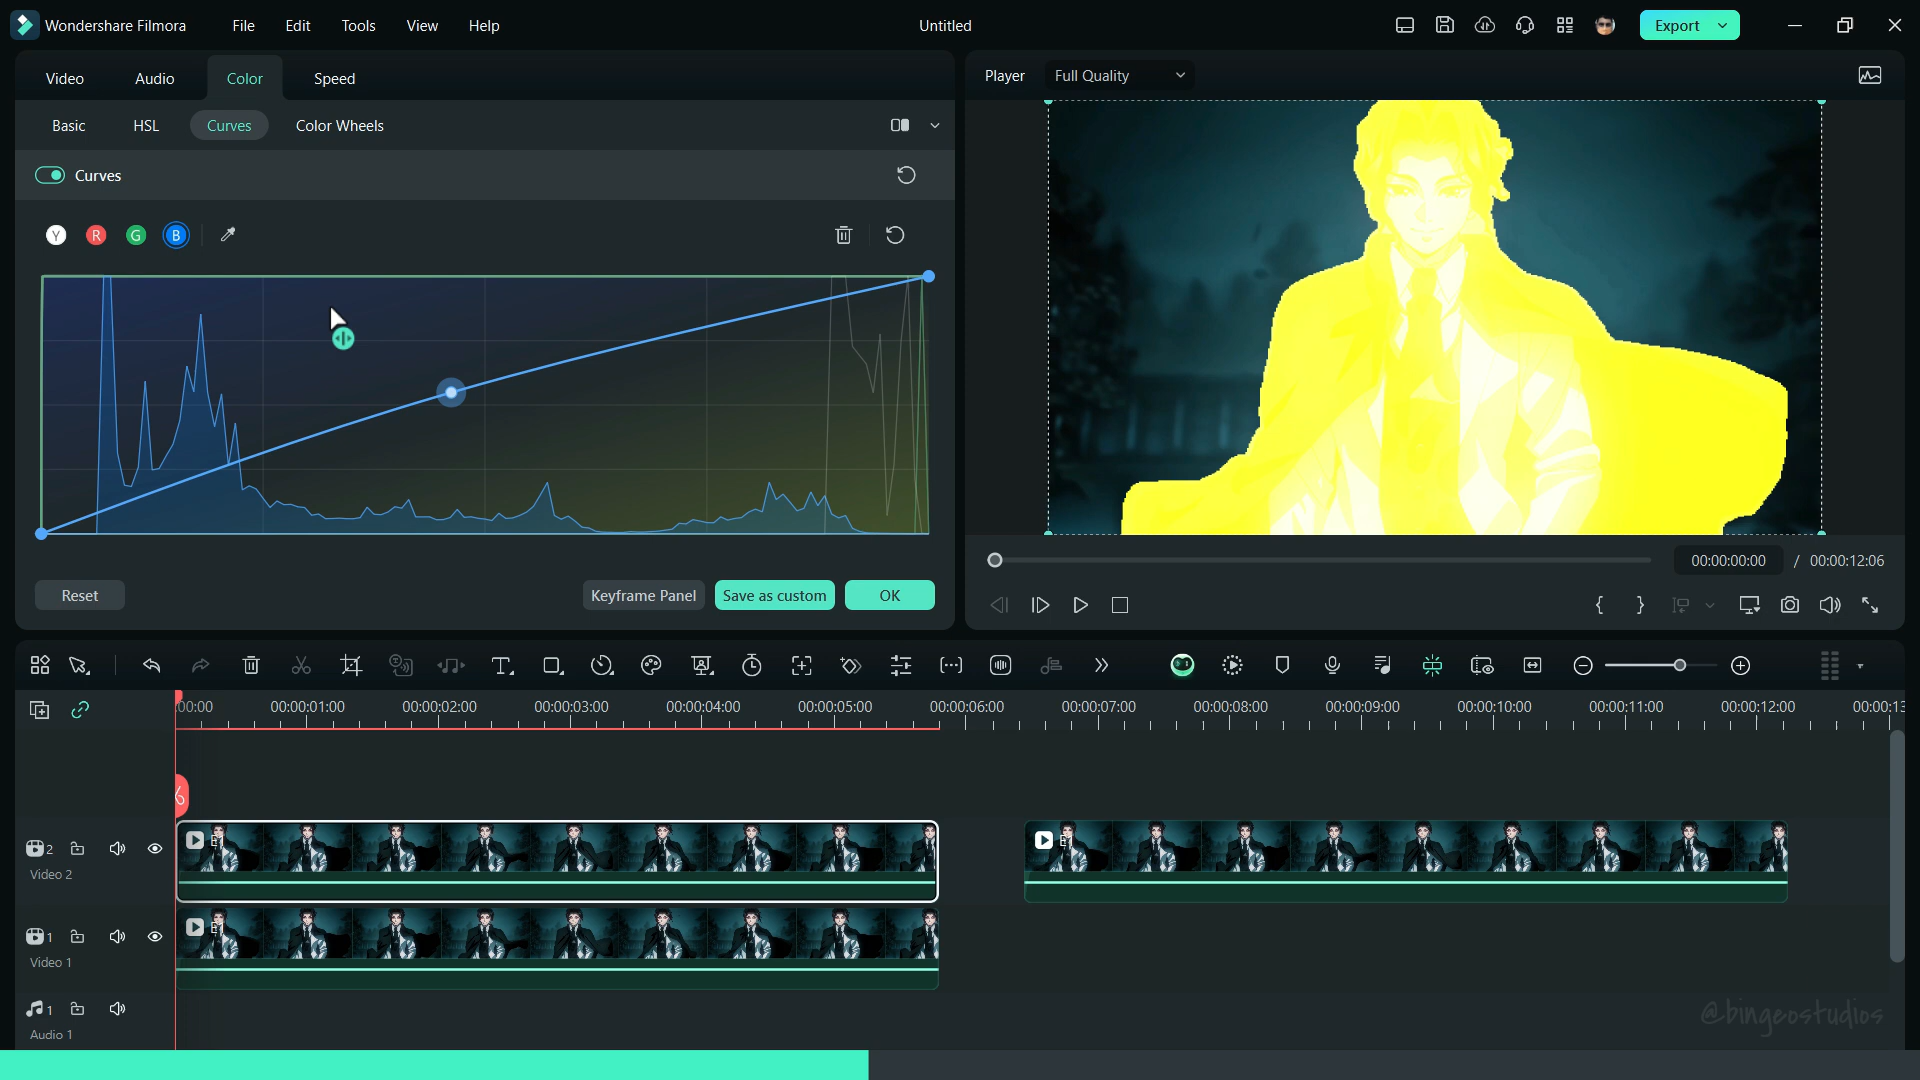 Wondershare Filmora File Edit Tools View Help Untitled Export
Video Audio Color Speed
Player Full Quality
Basic HSL Curves Color Wheels
Curves
Y R G B
00:00:00:00 / 00:00:12:06
Reset Keyframe Panel Save as custom OK
:00:00 00:00:01:00 00:00:02:00 00:00:03:00 00:00:04:00 00:00:05:00 00:00:06:00 00:00:07:00 00:00:08:00 00:00:09:00 00:00:10:00 00:00:11:00 00:00:12:00 00:00:13
2
Video 2
1
Video 1
1
Audio 1
@bingeostudios